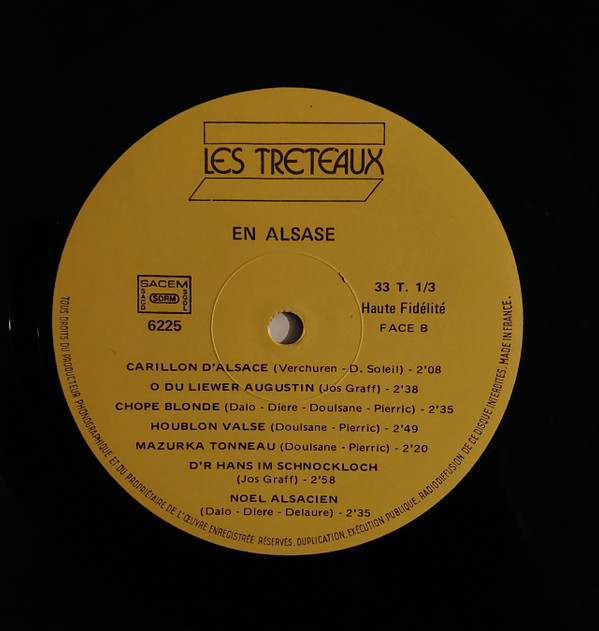 LES TRETEAUX
EN ALSASE
SACEM
SACD
SDRM
SGDL
6225
33 T. 1/3
Haute Fidélité
FACE B
CARILLON D'ALSACE (Verchuren - D. Soleil) - 2'08
O DU LIEWER AUGUSTIN (Jos Graff) - 2'38
CHOPE BLONDE (Dalo - Diere - Doulsane - Pierric) - 2'35
HOUBLON VALSE (Doulsane - Pierric) - 2'49
MAZURKA TONNEAU (Doulsane - Pierric) - 2'20
D'R HANS IM SCHNOCKLOCH
(Jos Graff) - 2'58
NOEL ALSACIEN
(Dalo - Diere - Delaure) - 2'35
TOUS DROITS DU PRODUCTEUR PHONOGRAPHIQUE ET DU PROPRIÉTAIRE DE L'ŒUVRE ENREGISTRÉE RÉSERVÉS, DUPLICATION, EXÉCUTION PUBLIQUE, RADIODIFFUSION DE CE DISQUE INTERDITES. MADE IN FRANCE.